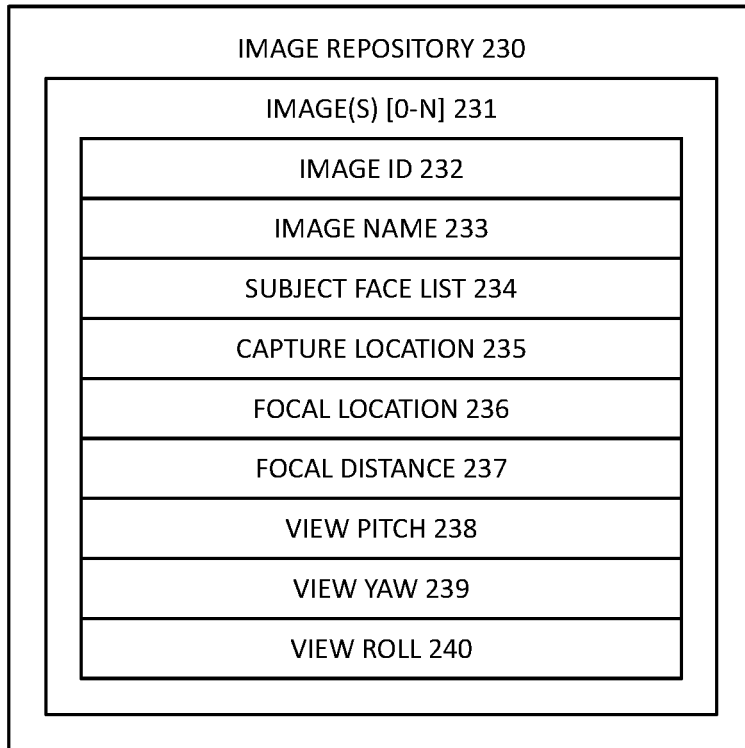 IMAGE REPOSITORY 230
IMAGE(S) [0-N] 231
IMAGE ID 232
IMAGE NAME 233
SUBJECT FACE LIST 234
CAPTURE LOCATION 235
FOCAL LOCATION 236
FOCAL DISTANCE 237
VIEW PITCH 238
VIEW YAW 239
VIEW ROLL 240